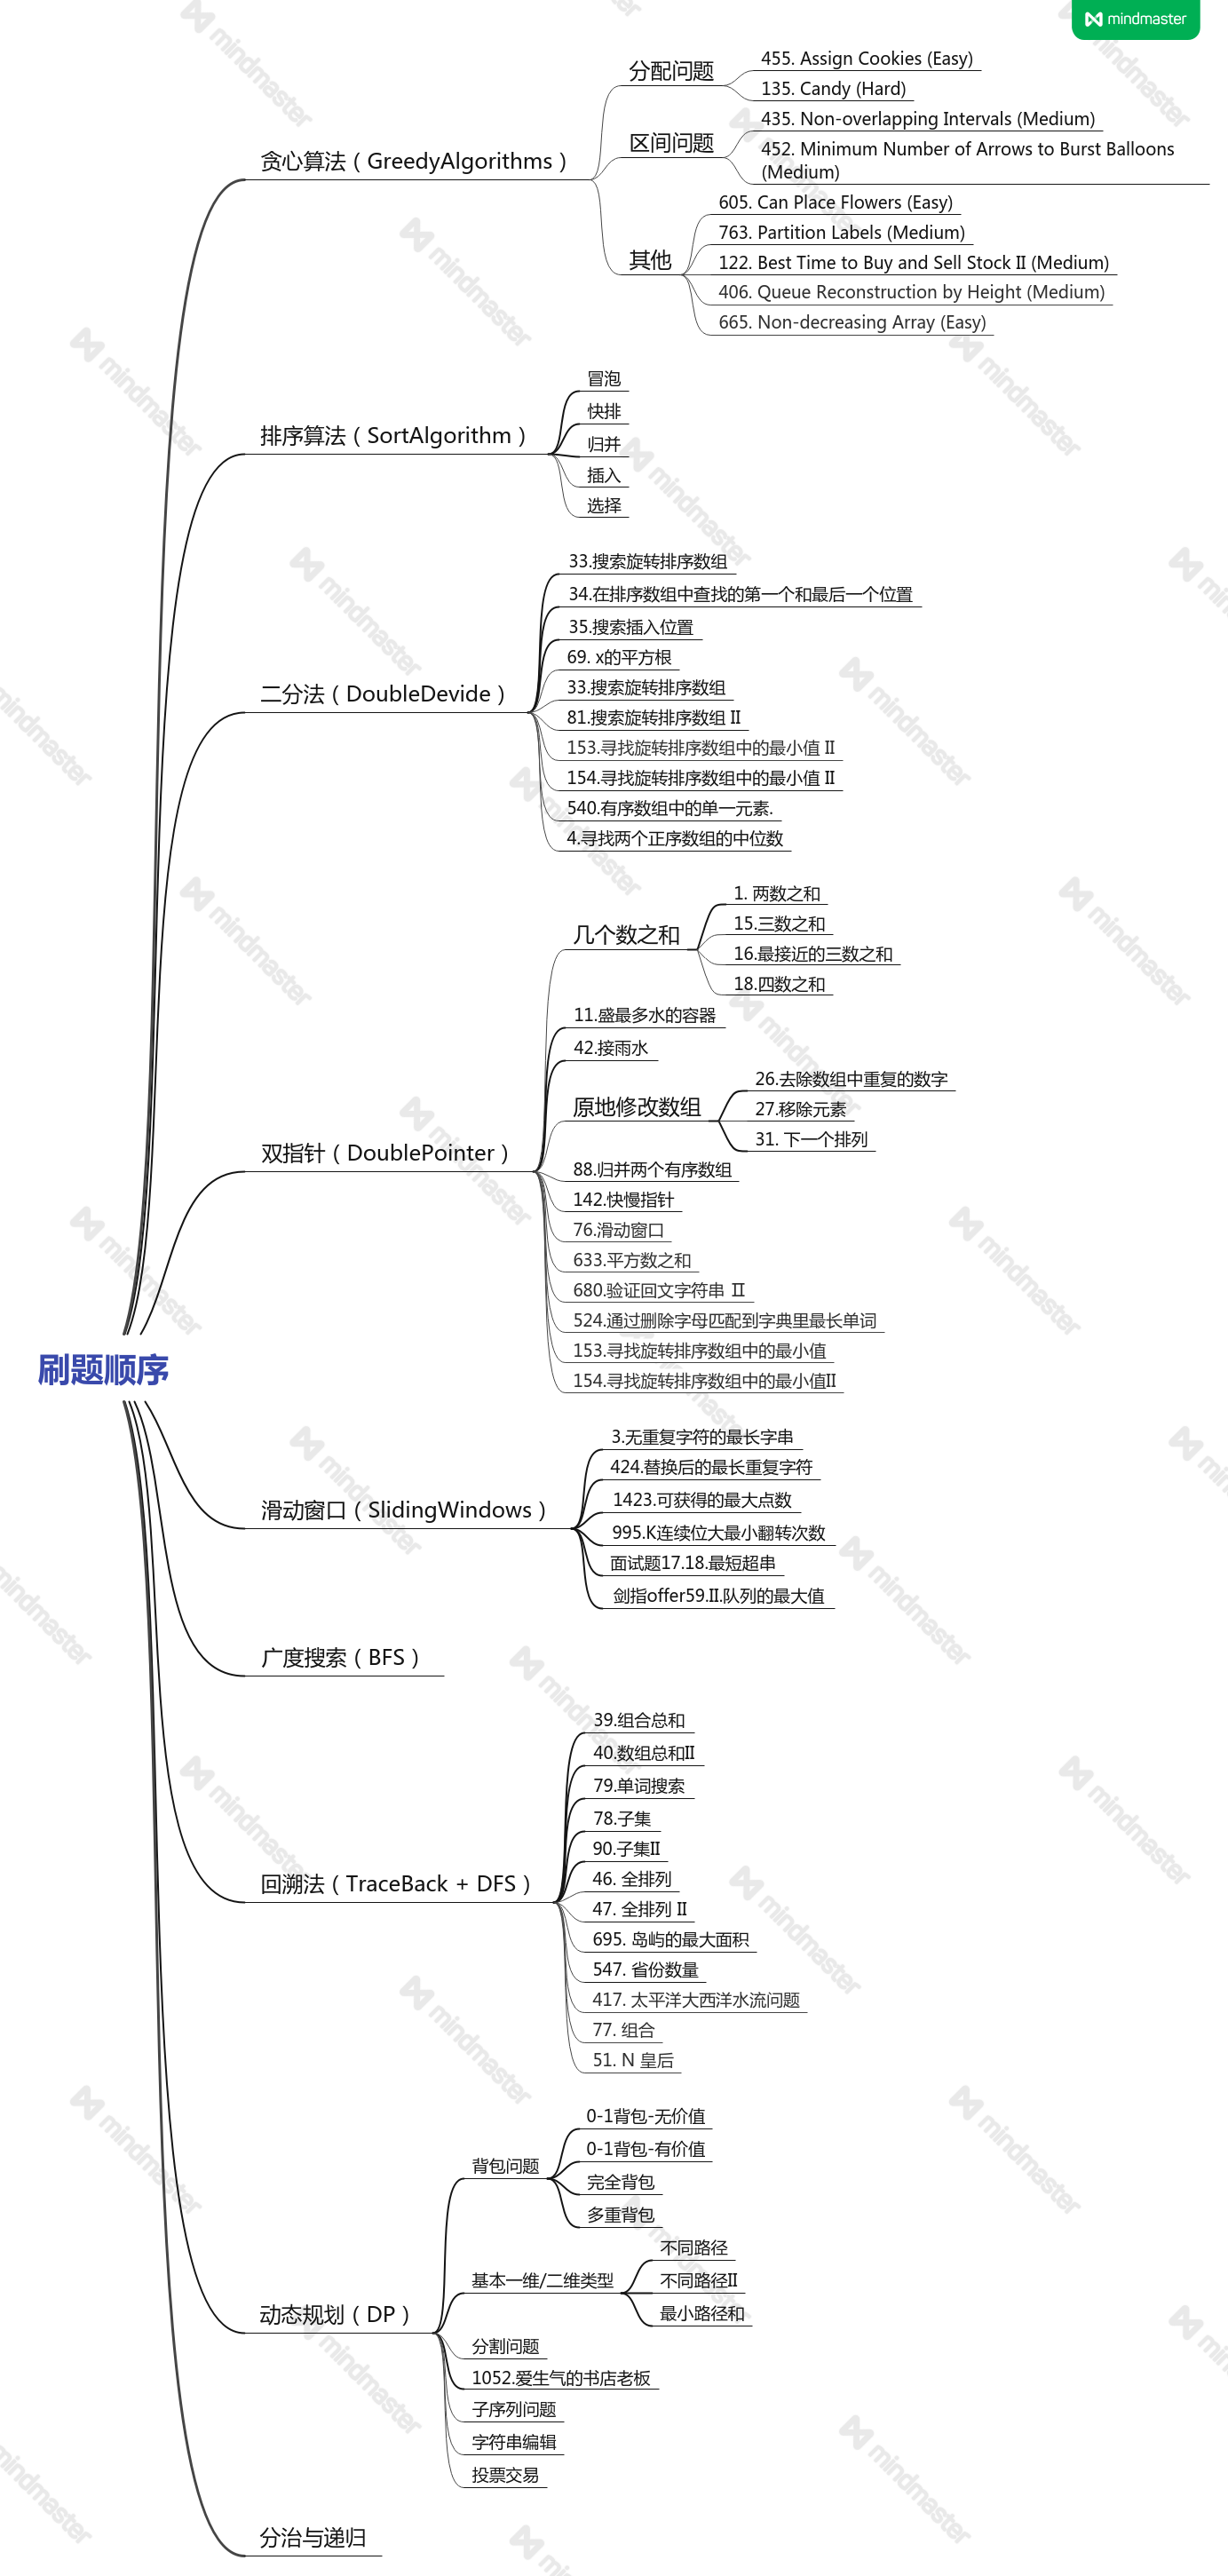 mindmaster
刷题顺序
贪心算法（GreedyAlgorithms）
分配问题
455. Assign Cookies (Easy)
135. Candy (Hard)
区间问题
435. Non-overlapping Intervals (Medium)
452. Minimum Number of Arrows to Burst Balloons
(Medium)
其他
605. Can Place Flowers (Easy)
763. Partition Labels (Medium)
122. Best Time to Buy and Sell Stock II (Medium)
406. Queue Reconstruction by Height (Medium)
665. Non-decreasing Array (Easy)
排序算法（SortAlgorithm）
冒泡
快排
归并
插入
选择
二分法（DoubleDevide）
33.搜索旋转排序数组
34.在排序数组中查找的第一个和最后一个位置
35.搜索插入位置
69. x的平方根
33.搜索旋转排序数组
81.搜索旋转排序数组 II
153.寻找旋转排序数组中的最小值 II
154.寻找旋转排序数组中的最小值 II
540.有序数组中的单一元素.
4.寻找两个正序数组的中位数
双指针（DoublePointer）
几个数之和
1. 两数之和
15.三数之和
16.最接近的三数之和
18.四数之和
11.盛最多水的容器
42.接雨水
原地修改数组
26.去除数组中重复的数字
27.移除元素
31. 下一个排列
88.归并两个有序数组
142.快慢指针
76.滑动窗口
633.平方数之和
680.验证回文字符串 Ⅱ
524.通过删除字母匹配到字典里最长单词
153.寻找旋转排序数组中的最小值
154.寻找旋转排序数组中的最小值II
滑动窗口（SlidingWindows）
3.无重复字符的最长字串
424.替换后的最长重复字符
1423.可获得的最大点数
995.K连续位大最小翻转次数
面试题17.18.最短超串
剑指offer59.II.队列的最大值
广度搜索（BFS）
回溯法（TraceBack + DFS）
39.组合总和
40.数组总和II
79.单词搜索
78.子集
90.子集II
46. 全排列
47. 全排列 II
695. 岛屿的最大面积
547. 省份数量
417. 太平洋大西洋水流问题
77. 组合
51. N 皇后
动态规划（DP）
背包问题
0-1背包-无价值
0-1背包-有价值
完全背包
多重背包
基本一维/二维类型
不同路径
不同路径II
最小路径和
分割问题
1052.爱生气的书店老板
子序列问题
字符串编辑
投票交易
分治与递归